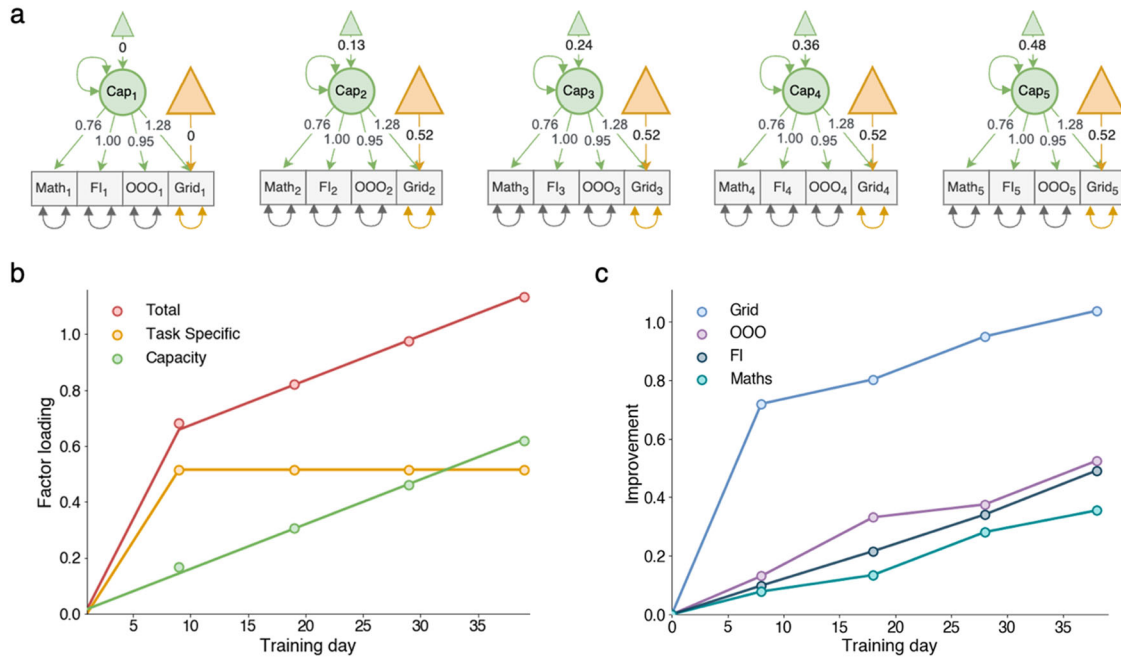 a
0 0.13 0.24 0.36 0.48
Cap1 Cap2 Cap3 Cap4 Cap5
0 0.52 0.52 0.52 0.52
0.76 1.28 0.76 1.28 0.76 1.28 0.76 1.28 0.76 1.28
1.00 0.95 1.00 0.95 1.00 0.95 1.00 0.95 1.00 0.95
Math1 FI1 OOO1 Grid1 Math2 FI2 OOO2 Grid2 Math3 FI3 OOO3 Grid3 Math4 FI4 OOO4 Grid4 Math5 FI5 OOO5 Grid5
b
Total
Task Specific
Capacity
Factor loading
1.0
0.8
0.6
0.4
0.2
0.0
5 10 15 20 25 30 35
Training day
c
Grid
OOO
FI
Maths
Improvement
1.0
0.8
0.6
0.4
0.2
0.0
0 5 10 15 20 25 30 35
Training day